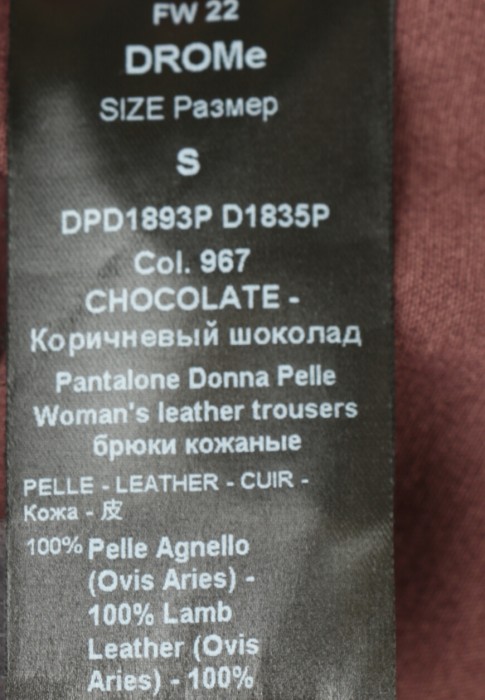 FW 22
DROMe
SIZE Размер
S
DPD1893P D1835P
Col. 967
CHOCOLATE -
Коричневый шоколад
Pantalone Donna Pelle
Woman's leather trousers
брюки кожаные
PELLE - LEATHER - CUIR -
Кожа - 皮
100% Pelle Agnello
(Ovis Aries) -
100% Lamb
Leather (Ovis
Aries) - 100%